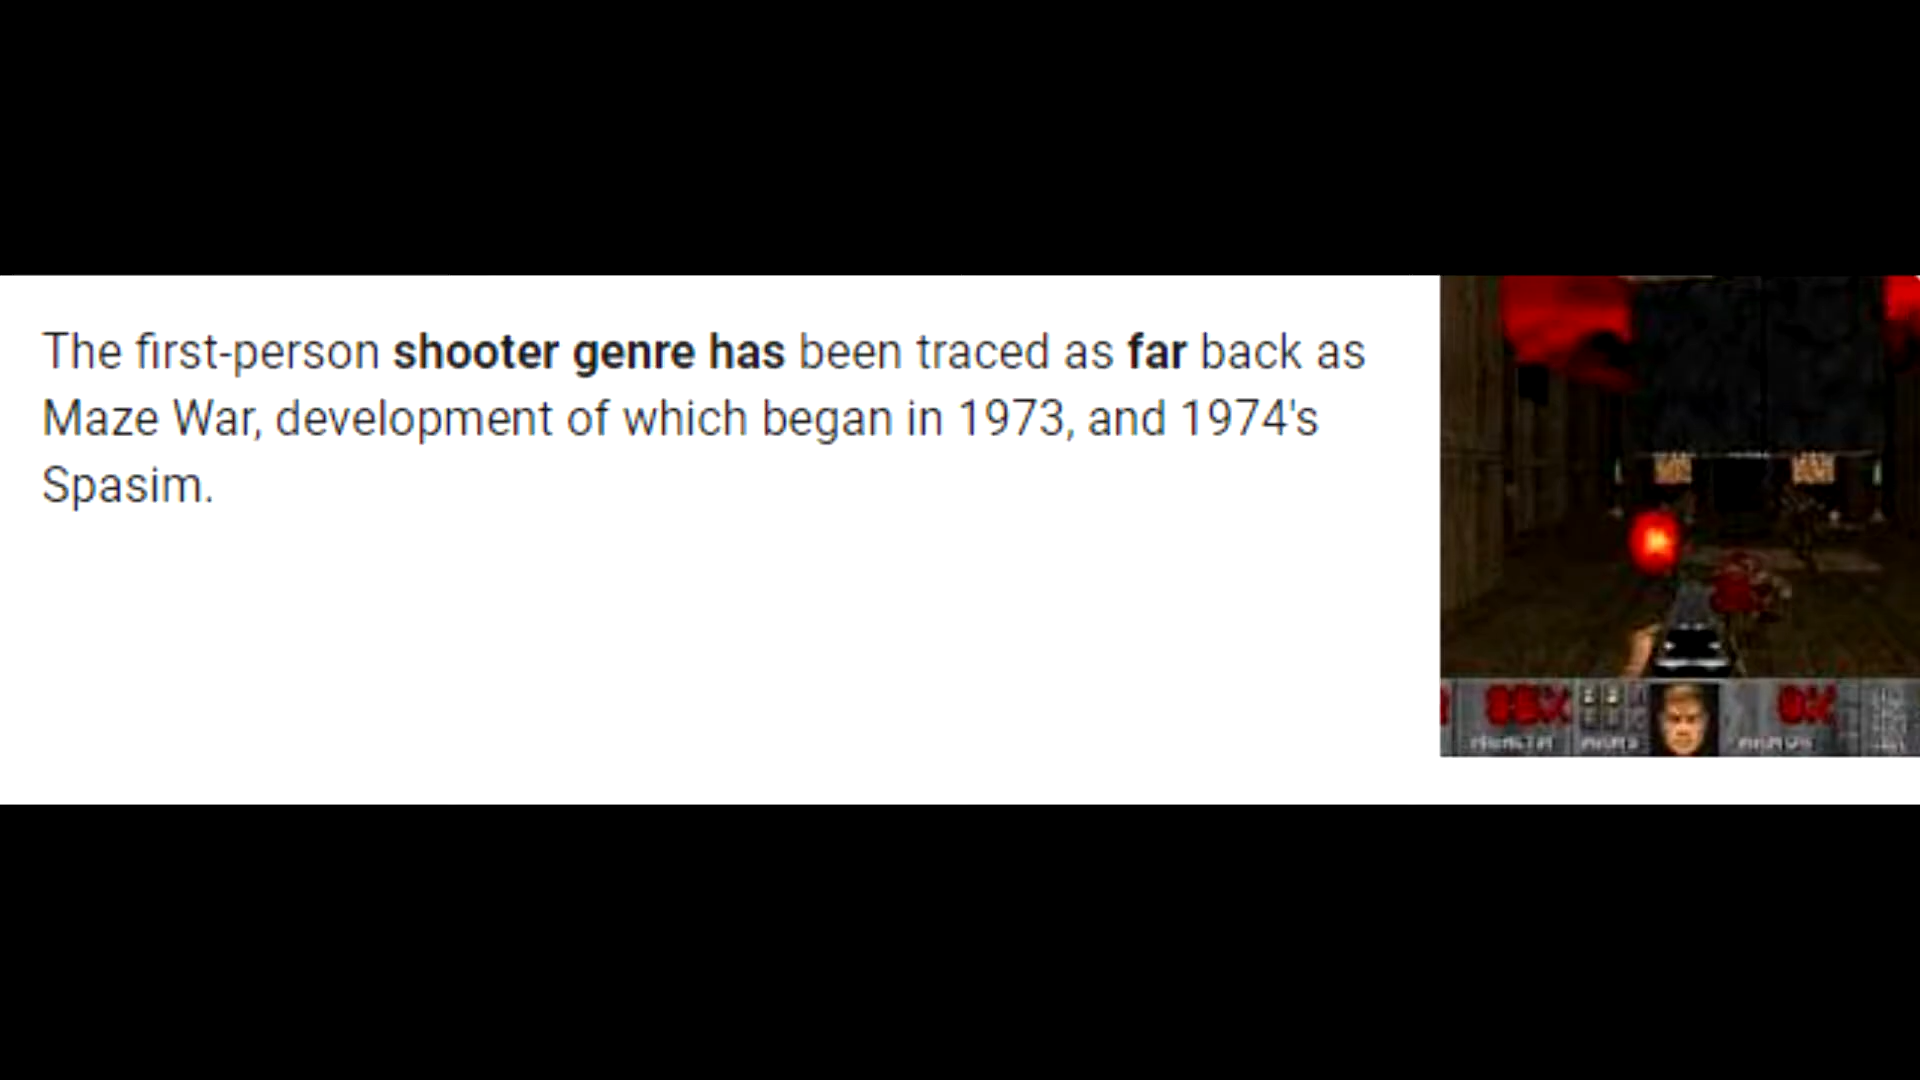 The first-person shooter genre has been traced as far back as
Maze War, development of which began in 1973, and 1974's
Spasim.